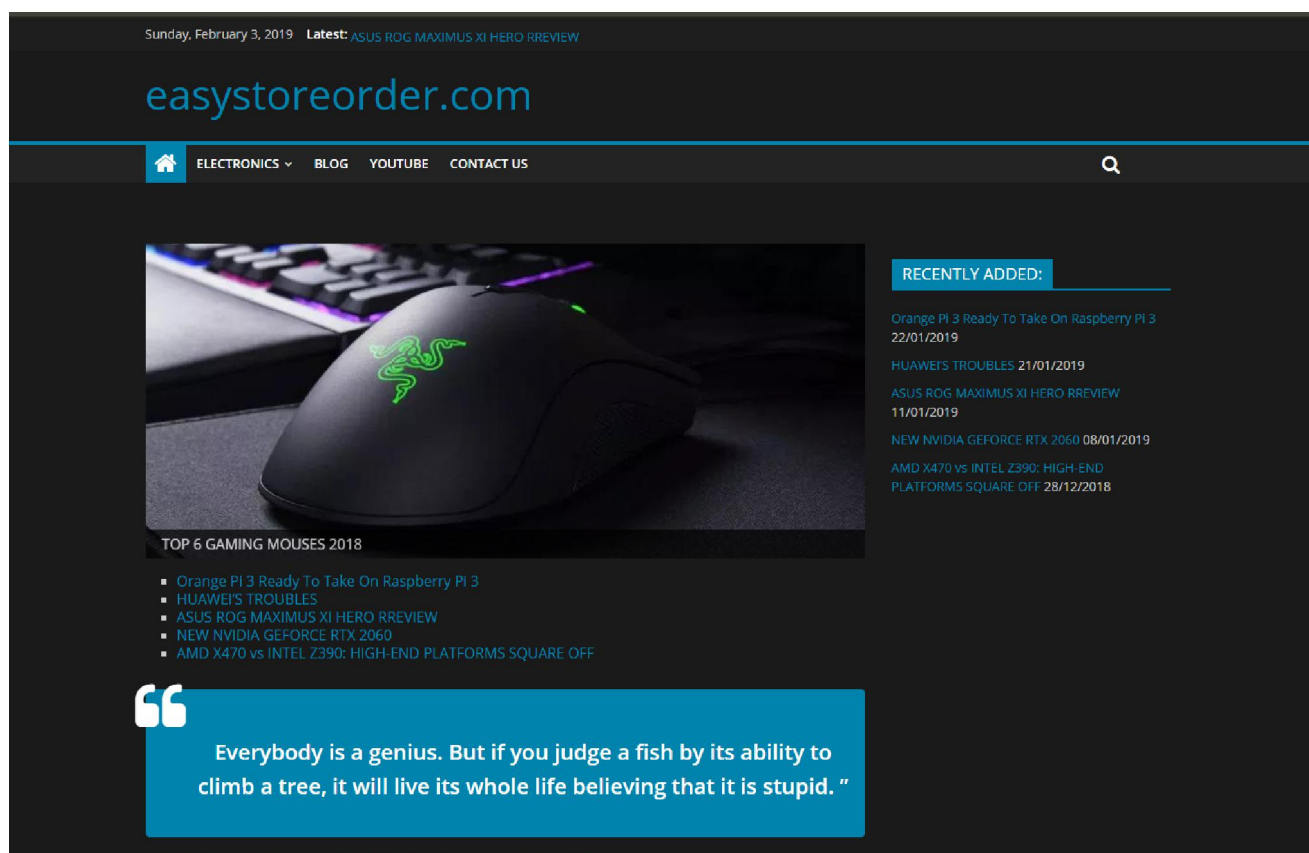 Sunday, February 3, 2019 Latest: ASUS ROG MAXIMUS XI HERO RREVIEW
easystoreorder.com
ELECTRONICS BLOG YOUTUBE CONTACT US
TOP 6 GAMING MOUSES 2018
Orange PI 3 Ready To Take On Raspberry PI 3
HUAWEI'S TROUBLES
ASUS ROG MAXIMUS XI HERO RREVIEW
NEW NVIDIA GEFORCE RTX 2060
AMD X470 vs INTEL Z390: HIGH-END PLATFORMS SQUARE OFF
Everybody is a genius. But if you judge a fish by its ability to
climb a tree, it will live its whole life believing that it is stupid. ”
RECENTLY ADDED:
Orange PI 3 Ready To Take On Raspberry PI 3
22/01/2019
HUAWEI'S TROUBLES 21/01/2019
ASUS ROG MAXIMUS XI HERO RREVIEW
11/01/2019
NEW NVIDIA GEFORCE RTX 2060 08/01/2019
AMD X470 vs INTEL Z390: HIGH-END
PLATFORMS SQUARE OFF 28/12/2018